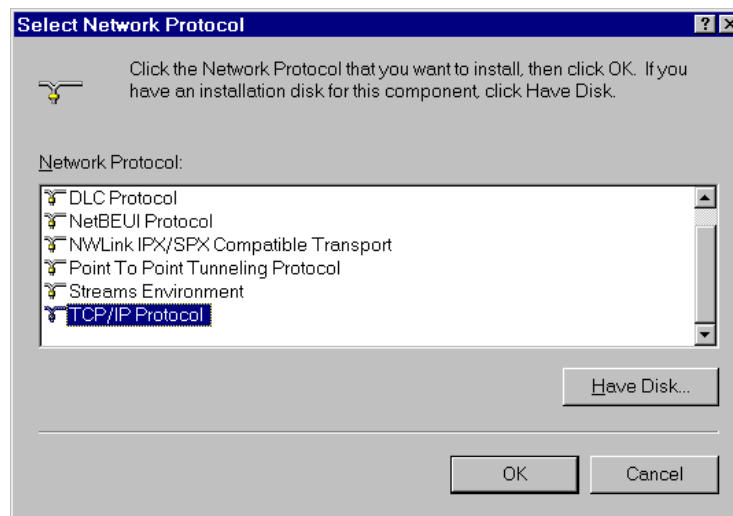 Select Network Protocol
Click the Network Protocol that you want to install, then click OK. If you
have an installation disk for this component, click Have Disk.
Network Protocol:
DLC Protocol
NetBEUI Protocol
NWLink IPX/SPX Compatible Transport
Point To Point Tunneling Protocol
Streams Environment
TCP/IP Protocol
Have Disk...
OK
Cancel